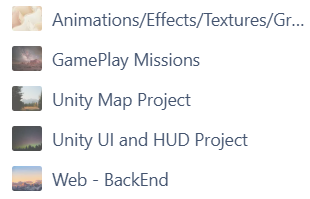 Animations/Effects/Textures/Gr...
GamePlay Missions
Unity Map Project
Unity UI and HUD Project
Web - BackEnd